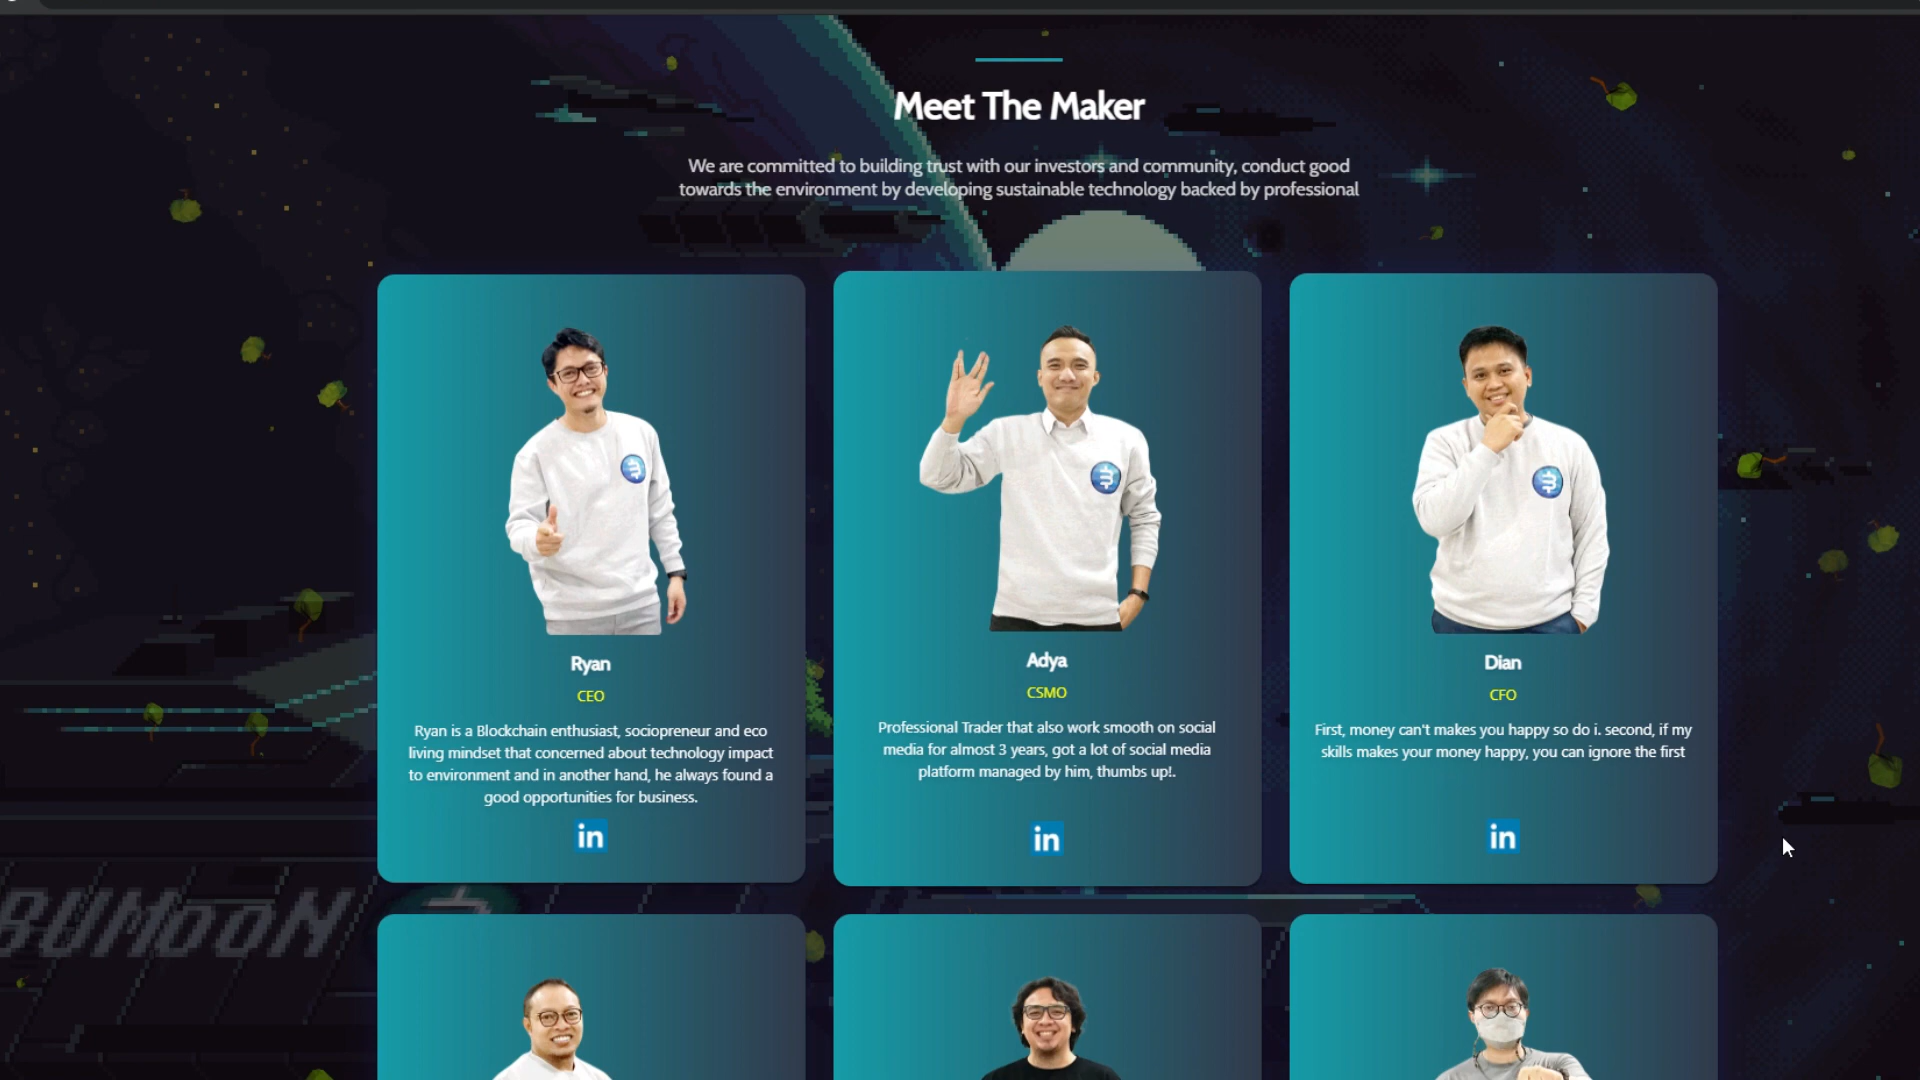 Meet The Maker
We are committed to building trust with our investors and community, conduct good
towards the environment by developing sustainable technology backed by professional
Ryan
CEO
Ryan is a Blockchain enthusiast, sociopreneur and eco
living mindset that concerned about technology impact
to environment and in another hand, he always found a
good opportunities for business.
in
Adya
CSMO
Professional Trader that also work smooth on social
media for almost 3 years, got a lot of social media
platform managed by him, thumbs up!.
in
Dian
CFO
First, money can't makes you happy so do i. second, if my
skills makes your money happy, you can ignore the first
in
BUMOON